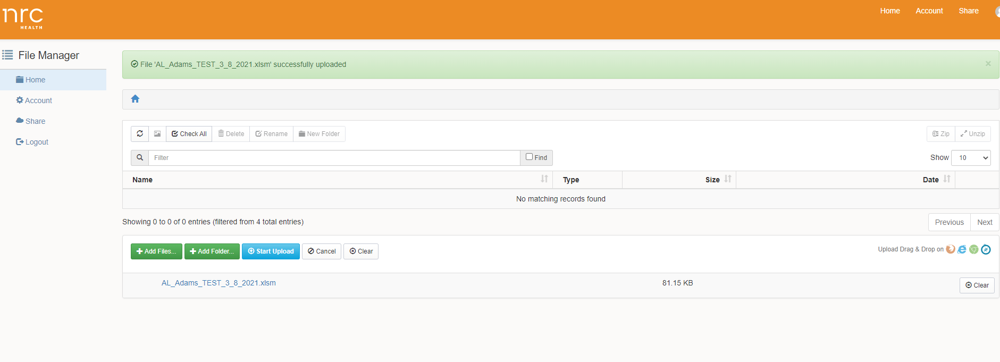 nrc
HEALTH
Home Account Share
File Manager
Home
Account
Share
Logout
File 'AL_Adams_TEST_3_8_2021.xlsm' successfully uploaded ×
Check All Delete Rename New Folder Zip Unzip
Filter Find Show 10
Name Type Size Date
No matching records found
Showing 0 to 0 of 0 entries (filtered from 4 total entries) Previous Next
Add Files... Add Folder... Start Upload Cancel Clear Upload Drag & Drop on
AL_Adams_TEST_3_8_2021.xlsm 81.15 KB Clear